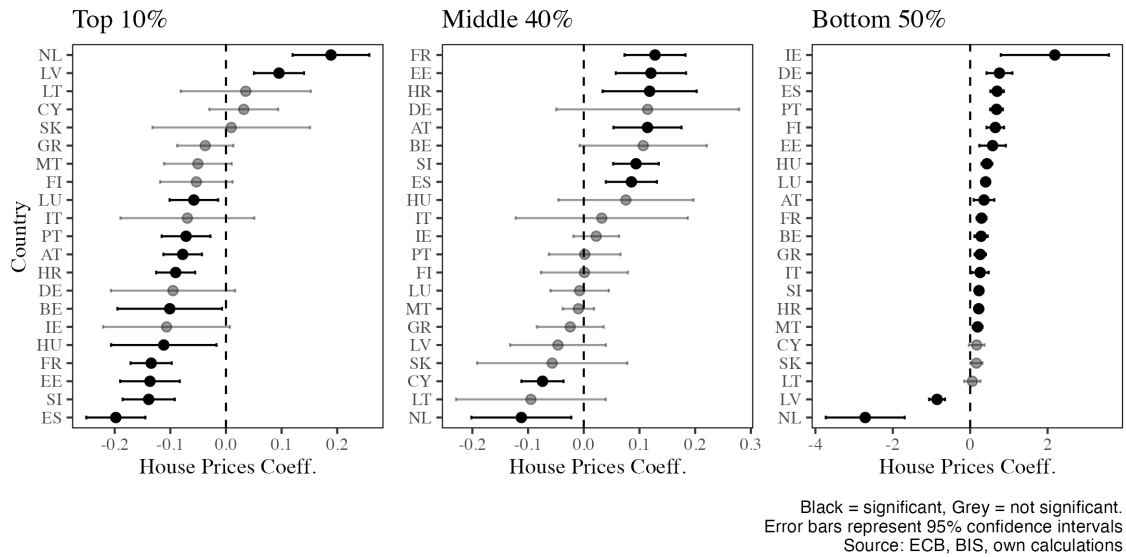 Top 10%
Middle 40%
Bottom 50%
Country
NL
LV
LT
CY
SK
GR
MT
FI
LU
IT
PT
AT
HR
DE
BE
IE
HU
FR
EE
SI
ES
-0.2 -0.1 0.0 0.1 0.2
House Prices Coeff.
FR
EE
HR
DE
AT
BE
SI
ES
HU
IT
IE
PT
FI
LU
MT
GR
LV
SK
CY
LT
NL
-0.2 -0.1 0.0 0.1 0.2 0.3
House Prices Coeff.
IE
DE
ES
PT
FI
EE
HU
LU
AT
FR
BE
GR
IT
SI
HR
MT
CY
SK
LT
LV
NL
-4 -2 0 2
House Prices Coeff.
Black = significant, Grey = not significant.
Error bars represent 95% confidence intervals
Source: ECB, BIS, own calculations